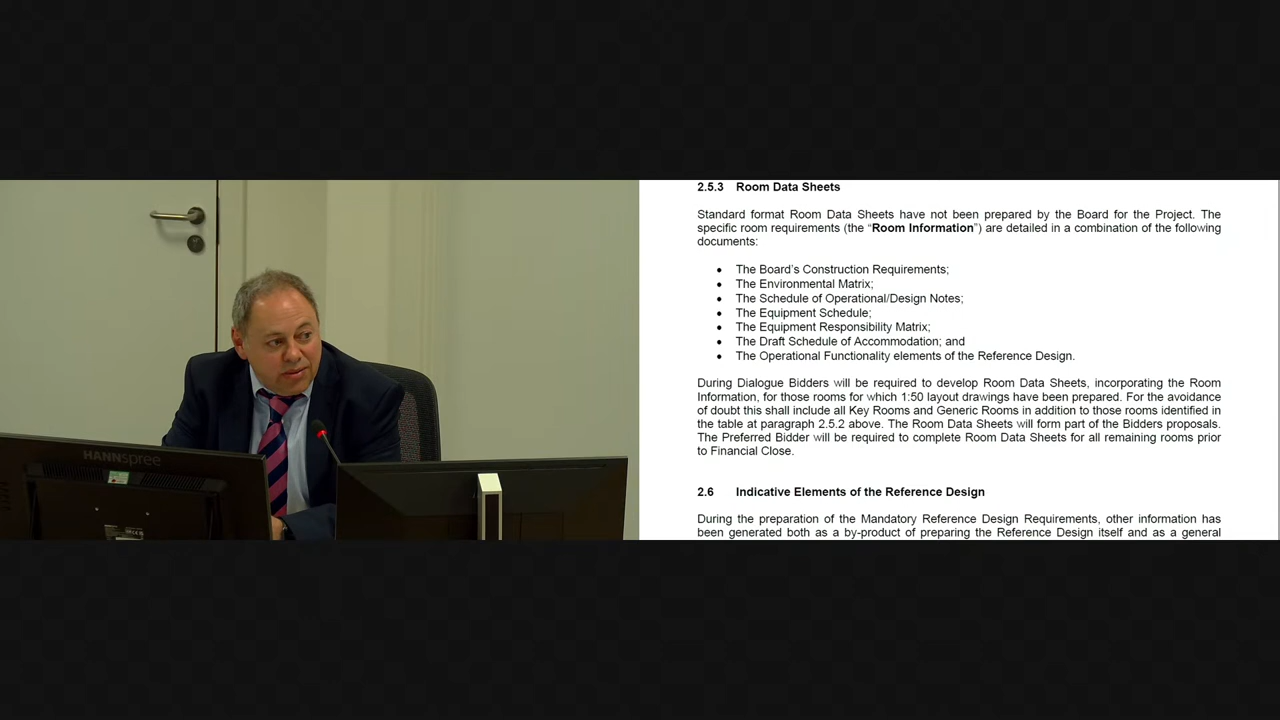 HANNspree
2.5.3 Room Data Sheets
Standard format Room Data Sheets have not been prepared by the Board for the Project. The
specific room requirements (the “Room Information”) are detailed in a combination of the following
documents:
• The Board’s Construction Requirements;
• The Environmental Matrix;
• The Schedule of Operational/Design Notes;
• The Equipment Schedule;
• The Equipment Responsibility Matrix;
• The Draft Schedule of Accommodation; and
• The Operational Functionality elements of the Reference Design.
During Dialogue Bidders will be required to develop Room Data Sheets, incorporating the Room
Information, for those rooms for which 1:50 layout drawings have been prepared. For the avoidance
of doubt this shall include all Key Rooms and Generic Rooms in addition to those rooms identified in
the table at paragraph 2.5.2 above. The Room Data Sheets will form part of the Bidders proposals.
The Preferred Bidder will be required to complete Room Data Sheets for all remaining rooms prior
to Financial Close.
2.6 Indicative Elements of the Reference Design
During the preparation of the Mandatory Reference Design Requirements, other information has
been generated both as a by-product of preparing the Reference Design itself and as a general